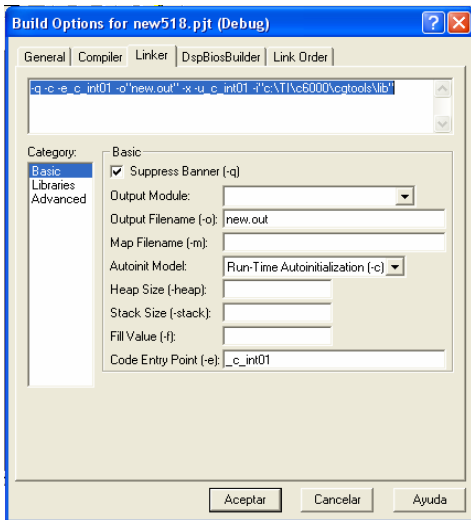 Build Options for new518.pjt (Debug)
General Compiler Linker DspBiosBuilder Link Order
-q -c -e_c_int01 -o"new.out" -x -u_c_int01 -i"c:\TI\c6000\cgtools\lib"
Category:
Basic
Libraries
Advanced
Basic
Suppress Banner (-q)
Output Module:
Output Filename (-o): new.out
Map Filename (-m):
Autoinit Model: Run-Time Autoinitialization (-c)
Heap Size (-heap):
Stack Size (-stack):
Fill Value (-f):
Code Entry Point (-e): _c_int01
Aceptar Cancelar Ayuda